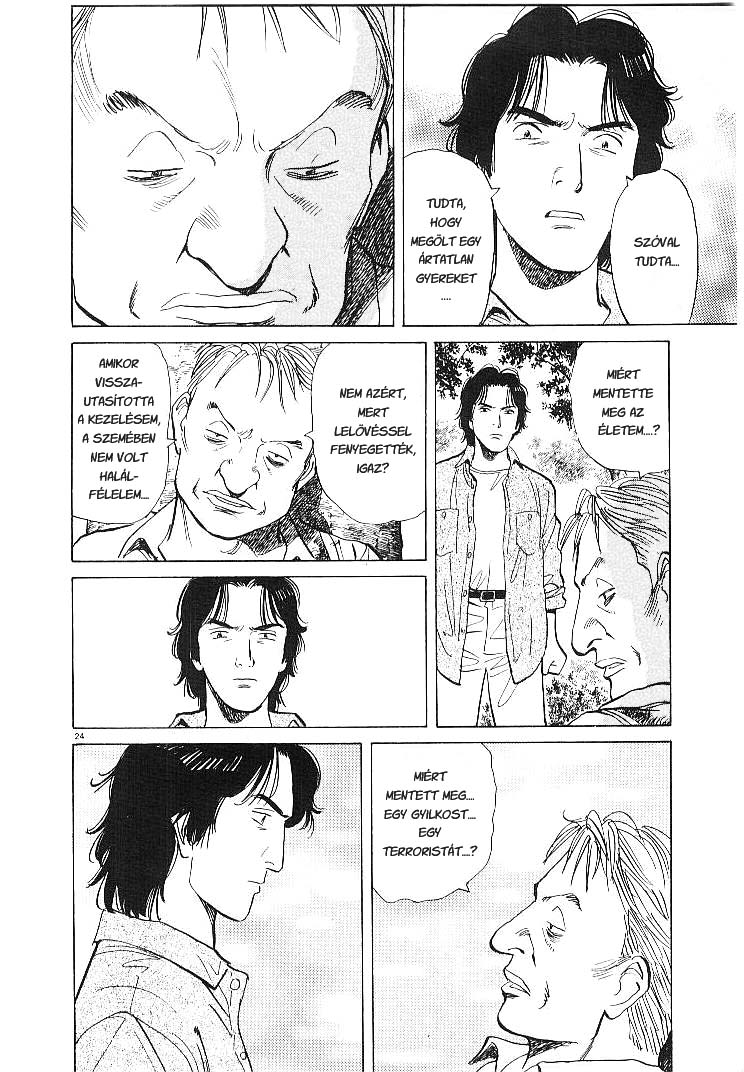 SZÓVAL
TUDTA....
TUDTA,
HOGY
MEGÖLT EGY
ÁRTATLAN
GYEREKET
....
MIÉRT
MENTETTE
MEG AZ
ÉLETEM....?
NEM AZÉRT,
MERT
LELÖVÉSSEL
FENYEGETTÉK,
IGAZ?
AMIKOR
VISSZA-
UTASÍTOTTA
A KEZELÉSEM,
A SZEMÉBEN
NEM VOLT
HALÁL-
FÉLELEM....
24
MIÉRT
MENTETT MEG....
EGY GYILKOST....
EGY
TERRORISTÁT....?